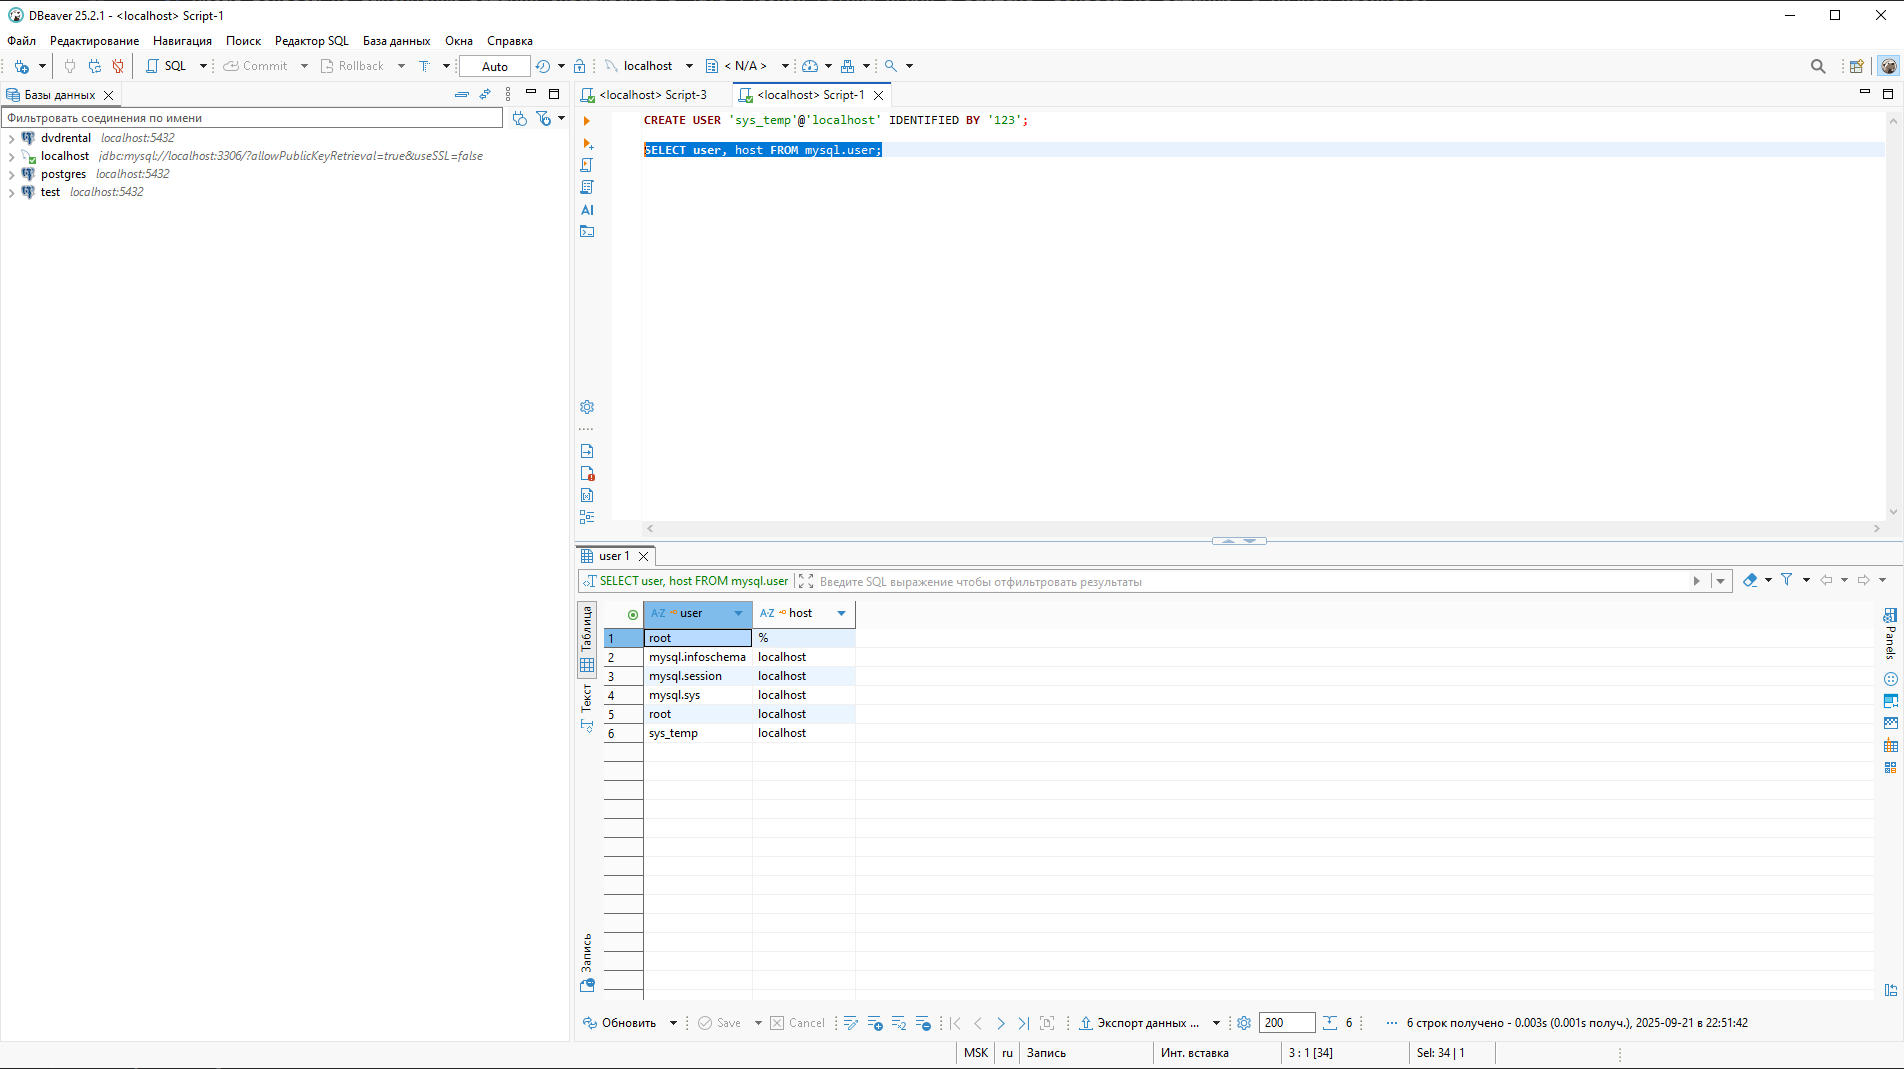 DBeaver 25.2.1 - <localhost> Script-1
Файл Редактирование Навигация Поиск Редактор SQL База данных Окна Справка
SQL Commit Rollback T Auto localhost < N/A >
Базы данных
<localhost> Script-3 <localhost> Script-1
Фильтровать соединения по имени
dvdrental localhost:5432
localhost jdbc:mysql://localhost:3306/?allowPublicKeyRetrieval=true&useSSL=false
postgres localhost:5432
test localhost:5432
CREATE USER 'sys_temp'@'localhost' IDENTIFIED BY '123';
SELECT user, host FROM mysql.user;
AI
user 1
SELECT user, host FROM mysql.user Введите SQL выражение чтобы отфильтровать результаты
Таблица
Текст
Запись
A-Z user A-Z host
1 root %
2 mysql.infoschema localhost
3 mysql.session localhost
4 mysql.sys localhost
5 root localhost
6 sys_temp localhost
Panels
Обновить Save Cancel Экспорт данных ... 200 6 ... 6 строк получено - 0.003s (0.001s получ.), 2025-09-21 в 22:51:42
MSK ru Запись Инт. вставка 3 : 1 [34] Sel: 34 | 1